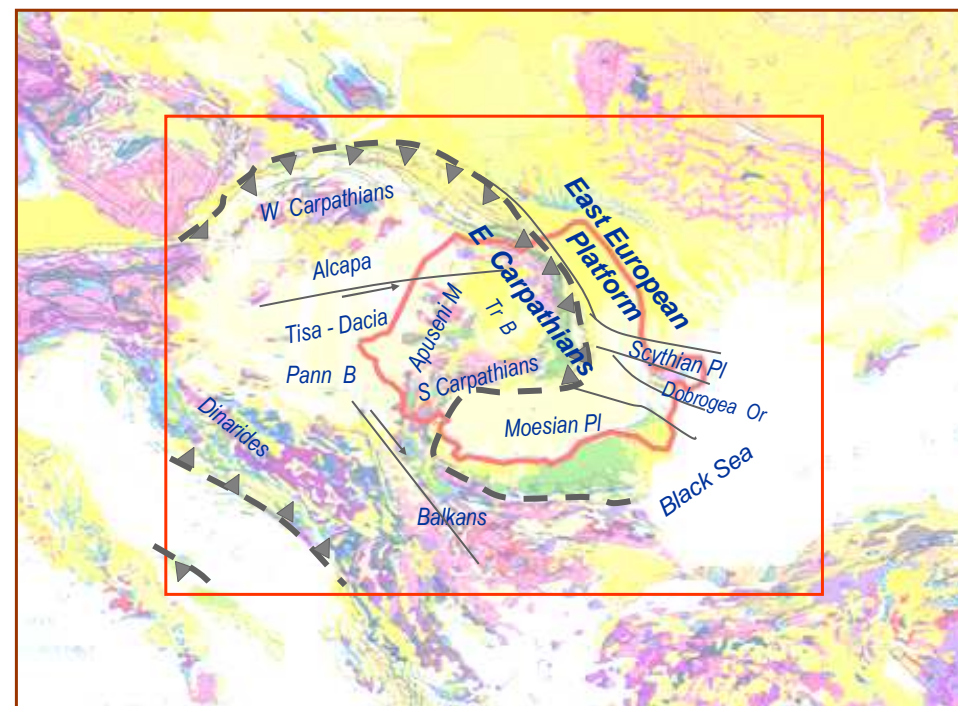 W Carpathians
East European
Platform
E Carpathians
Alcapa
Tisa - Dacia
Apuseni M
Tr B
Pann B
S Carpathians
Scythian Pl
Dobrogea Or
Moesian Pl
Dinarides
Black Sea
Balkans